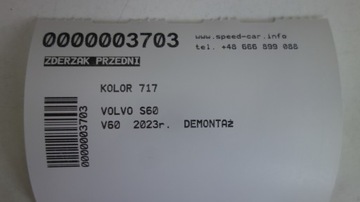 0000003703
www.speed-car.info
tel. +48 666 899 088
ZDERZAK PRZEDNI
KOLOR 717
VOLVO S60
V60 2023r. DEMONTAż
0000003703